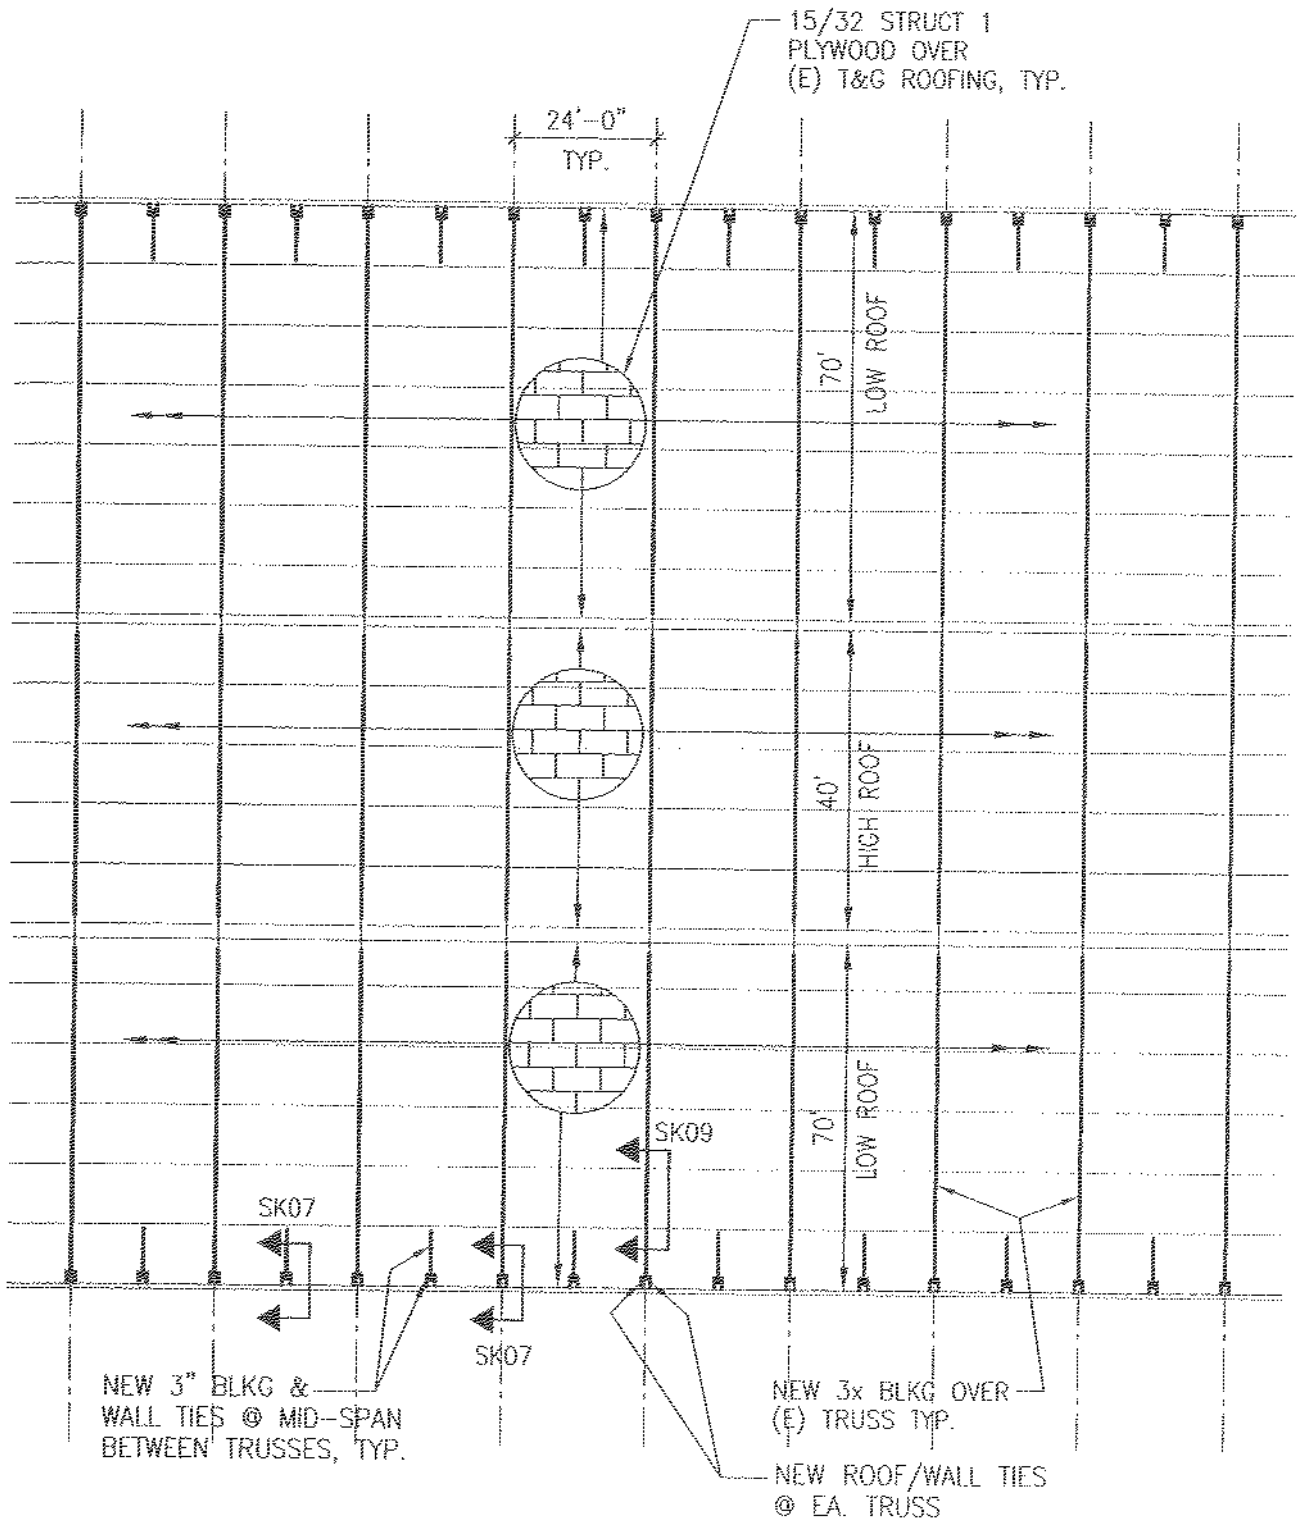 15/32 STRUCT 1
PLYWOOD OVER
(E) T&G ROOFING, TYP.
24'-0"
TYP.
70'
LOW ROOF
40'
HIGH ROOF
70'
LOW ROOF
SK09
SK07
SK07
NEW 3" BLKG &
WALL TIES @ MID-SPAN
BETWEEN TRUSSES, TYP.
NEW 3x BLKG OVER
(E) TRUSS TYP.
NEW ROOF/WALL TIES
@ EA. TRUSS